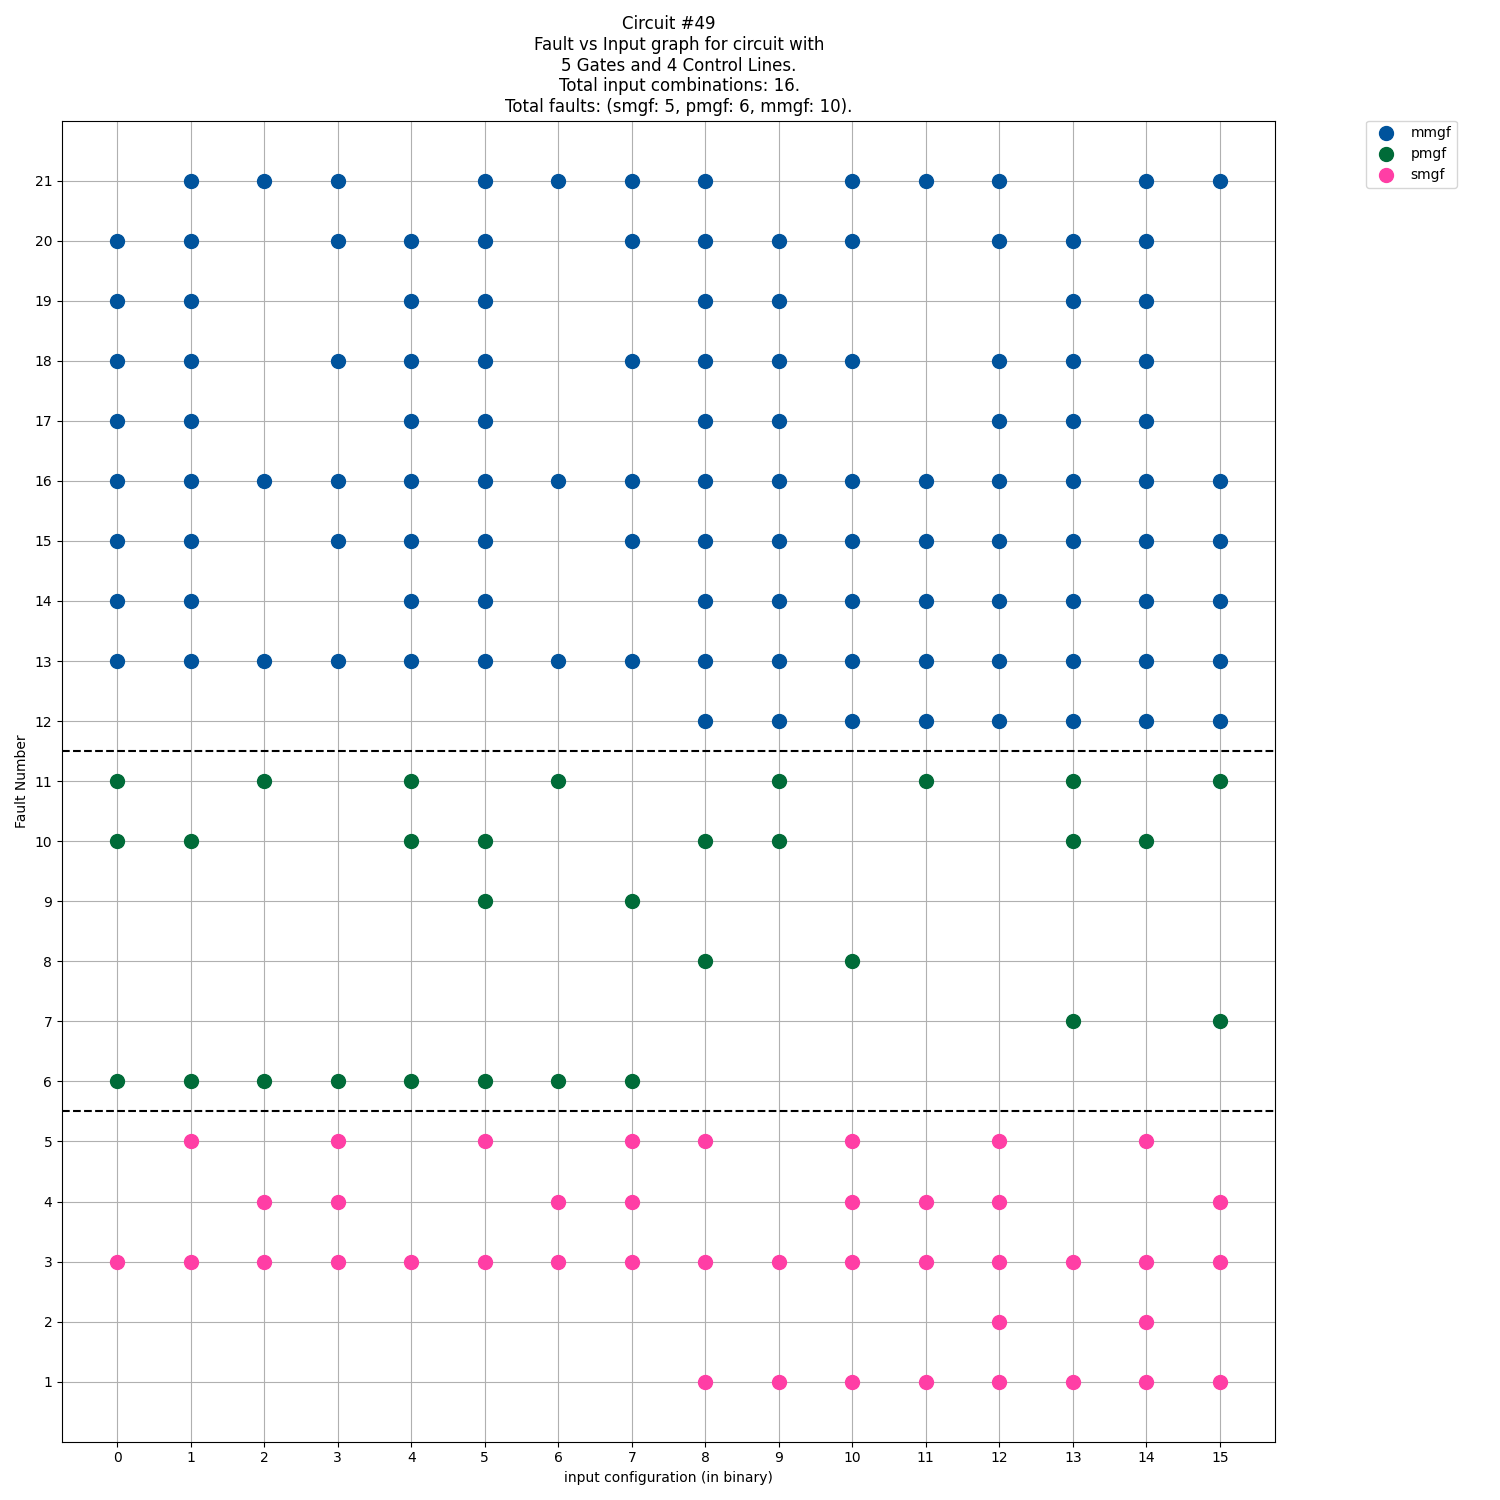 Circuit #49
Fault vs Input graph for circuit with
5 Gates and 4 Control Lines.
Total input combinations: 16.
Total faults: (smgf: 5, pmgf: 6, mmgf: 10).
mmgf
pmgf
smgf
21
20
19
18
17
16
15
14
13
12
11
10
9
8
7
6
5
4
3
2
1
Fault Number
0 1 2 3 4 5 6 7 8 9 10 11 12 13 14 15
input configuration (in binary)